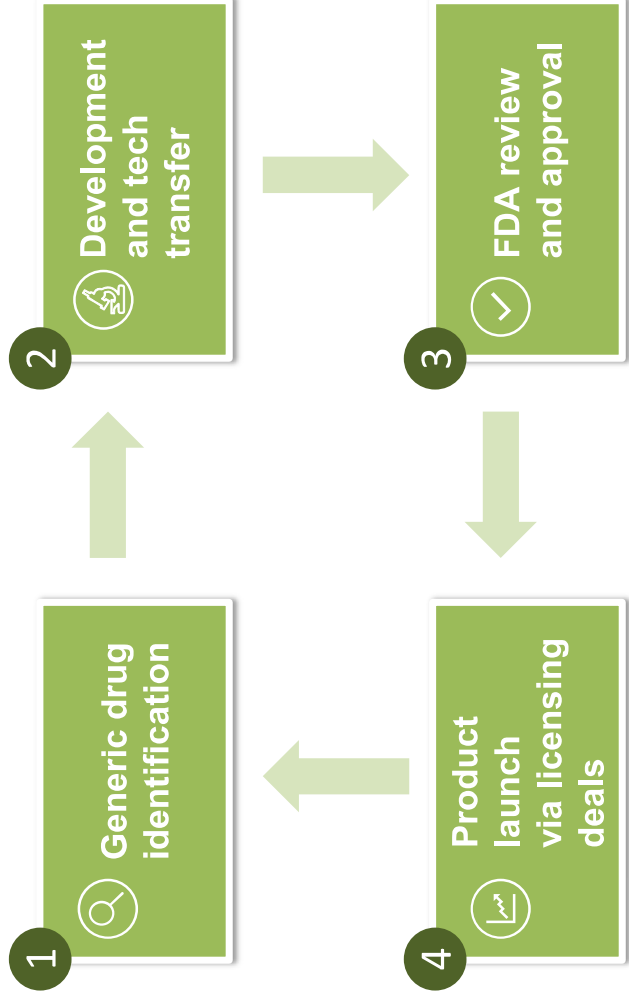 1
Generic drug
identification
2
Development
and tech
transfer
3
FDA review
and approval
4
Product
launch
via licensing
deals